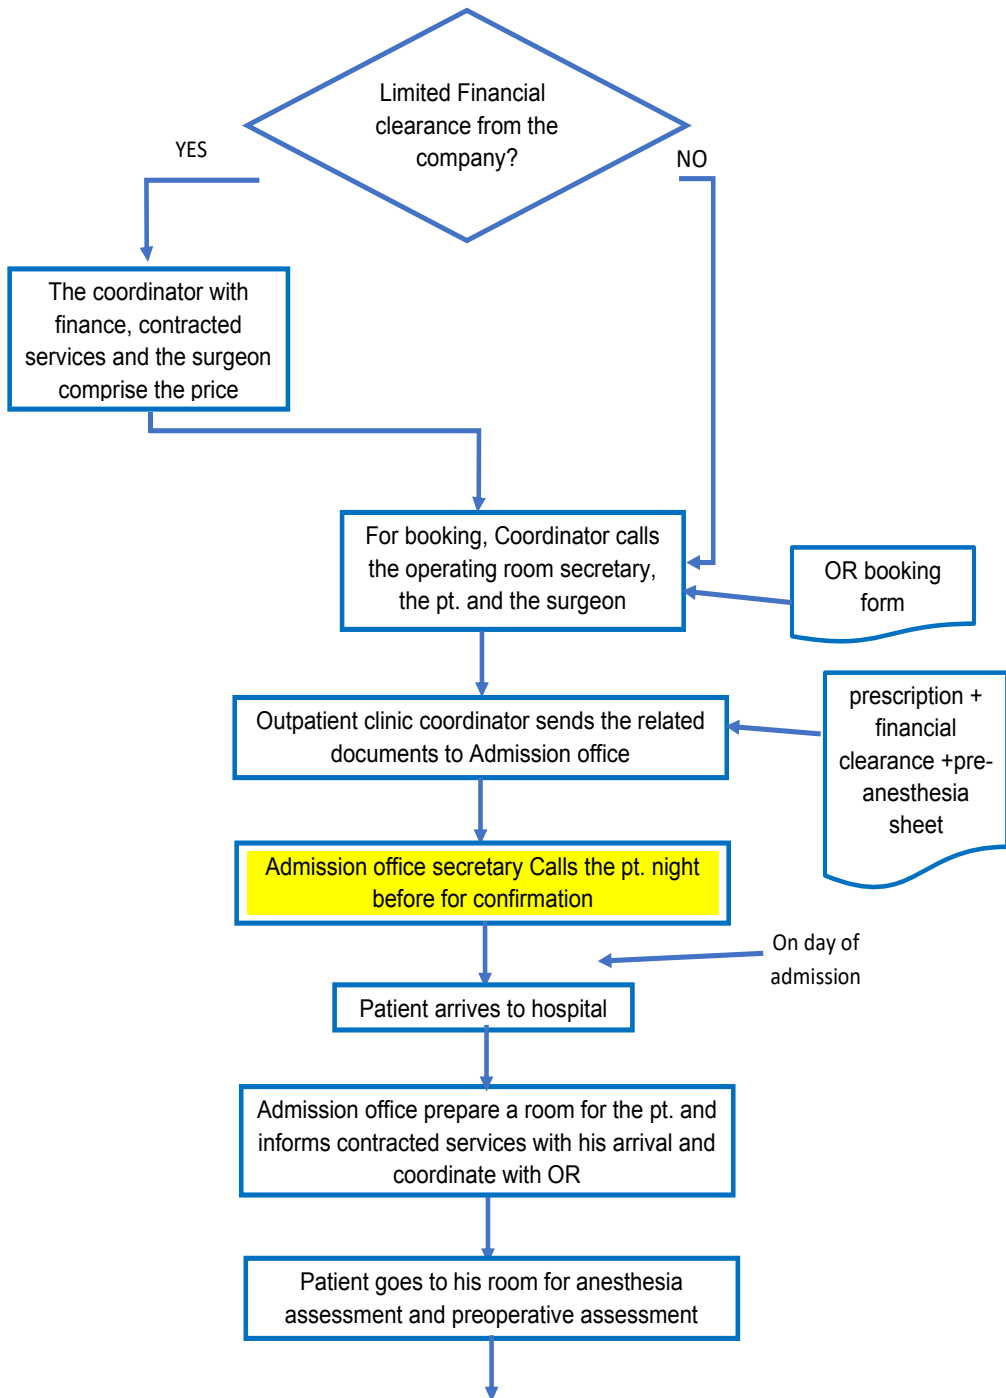 Limited Financial
clearance from the
company?
YES
NO
The coordinator with
finance, contracted
services and the surgeon
comprise the price
For booking, Coordinator calls
the operating room secretary,
the pt. and the surgeon
OR booking
form
Outpatient clinic coordinator sends the related
documents to Admission office
prescription +
financial
clearance +pre-
anesthesia
sheet
Admission office secretary Calls the pt. night
before for confirmation
On day of
admission
Patient arrives to hospital
Admission office prepare a room for the pt. and
informs contracted services with his arrival and
coordinate with OR
Patient goes to his room for anesthesia
assessment and preoperative assessment